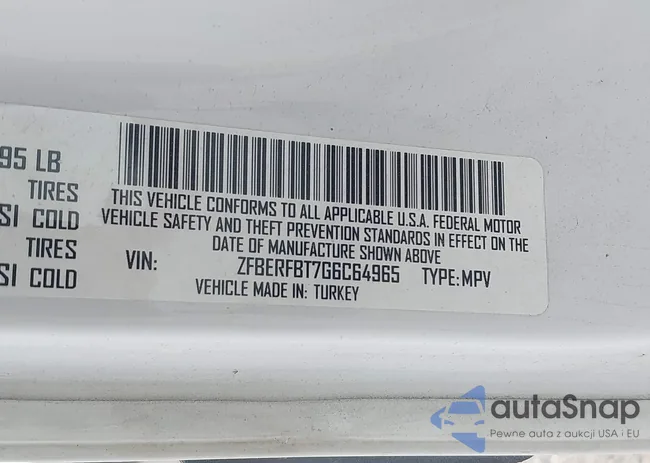 95 LB
TIRES
SI COLD
TIRES
SI COLD
THIS VEHICLE CONFORMS TO ALL APPLICABLE U.S.A. FEDERAL MOTOR
VEHICLE SAFETY AND THEFT PREVENTION STANDARDS IN EFFECT ON THE
DATE OF MANUFACTURE SHOWN ABOVE
VIN: ZFBERFBT7G6C64965 TYPE: MPV
VEHICLE MADE IN: TURKEY
autaSnap
Pewne auta z aukcji USA i EU